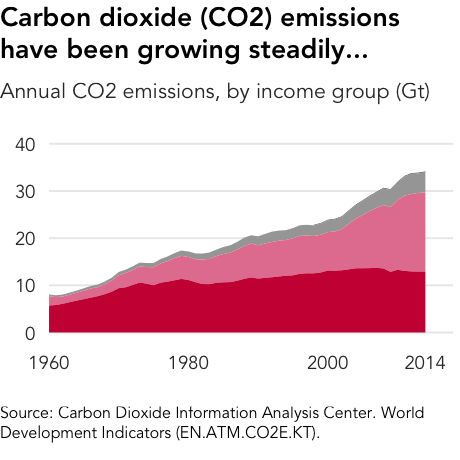 Carbon dioxide (CO2) emissions
have been growing steadily...
Annual CO2 emissions, by income group (Gt)
40
30
20
10
0
1960 1980 2000 2014
Source: Carbon Dioxide Information Analysis Center. World
Development Indicators (EN.ATM.CO2E.KT).